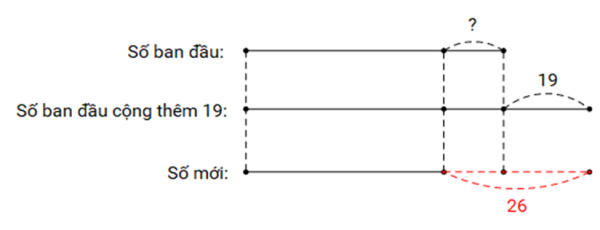 ?
Số ban đầu:
19
Số ban đầu cộng thêm 19:
Số mới:
26